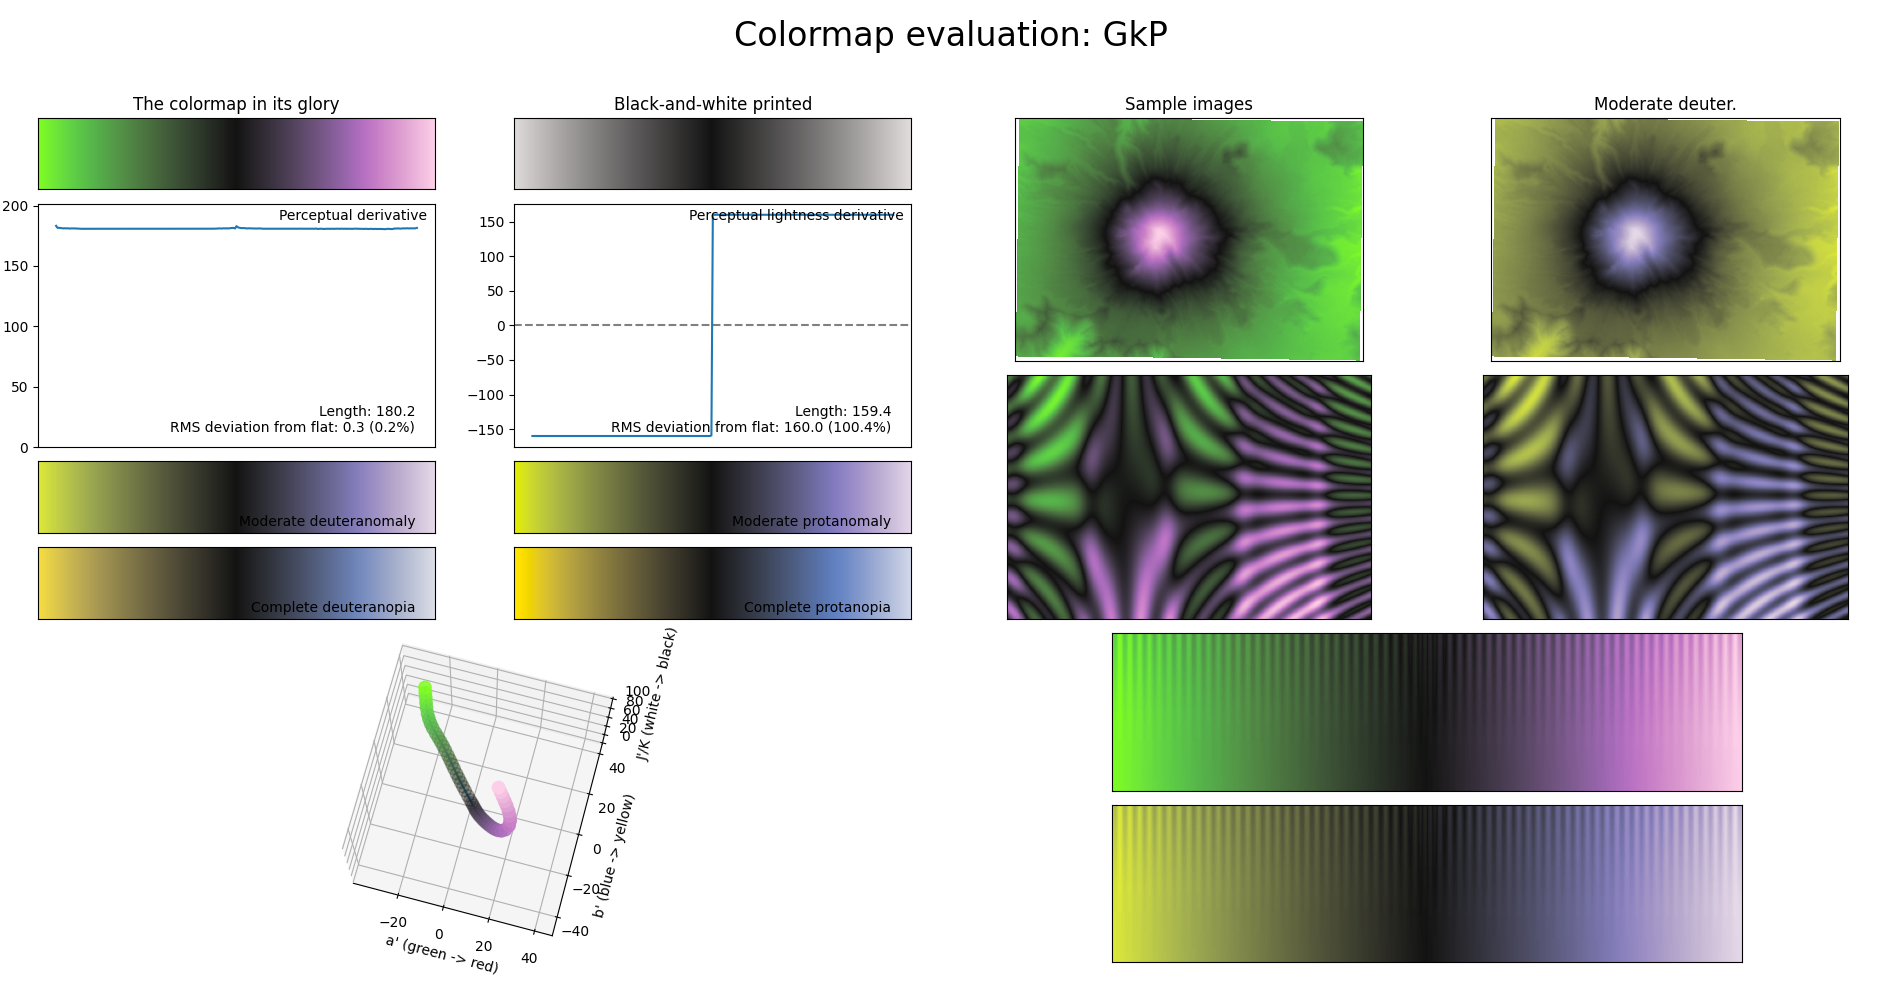 Colormap evaluation: GkP
The colormap in its glory
Black-and-white printed
Sample images
Moderate deuter.
200
150
100
50
0
Perceptual derivative
Length: 180.2
RMS deviation from flat: 0.3 (0.2%)
150
100
50
0
−50
−100
−150
Perceptual lightness derivative
Length: 159.4
RMS deviation from flat: 160.0 (100.4%)
Moderate deuteranomaly
Moderate protanomaly
Complete deuteranopia
Complete protanopia
100
80
60
40
20
0
J'/K (white -> black)
40
20
0
−20
−40
b' (blue -> yellow)
−20
0
20
40
a' (green -> red)